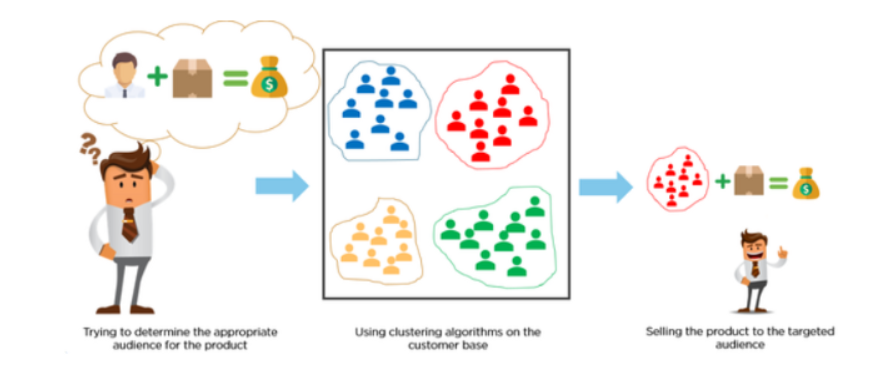 ??
$
Trying to determine the appropriate
audience for the product
Using clustering algorithms on the
customer base
$
Selling the product to the targeted
audience